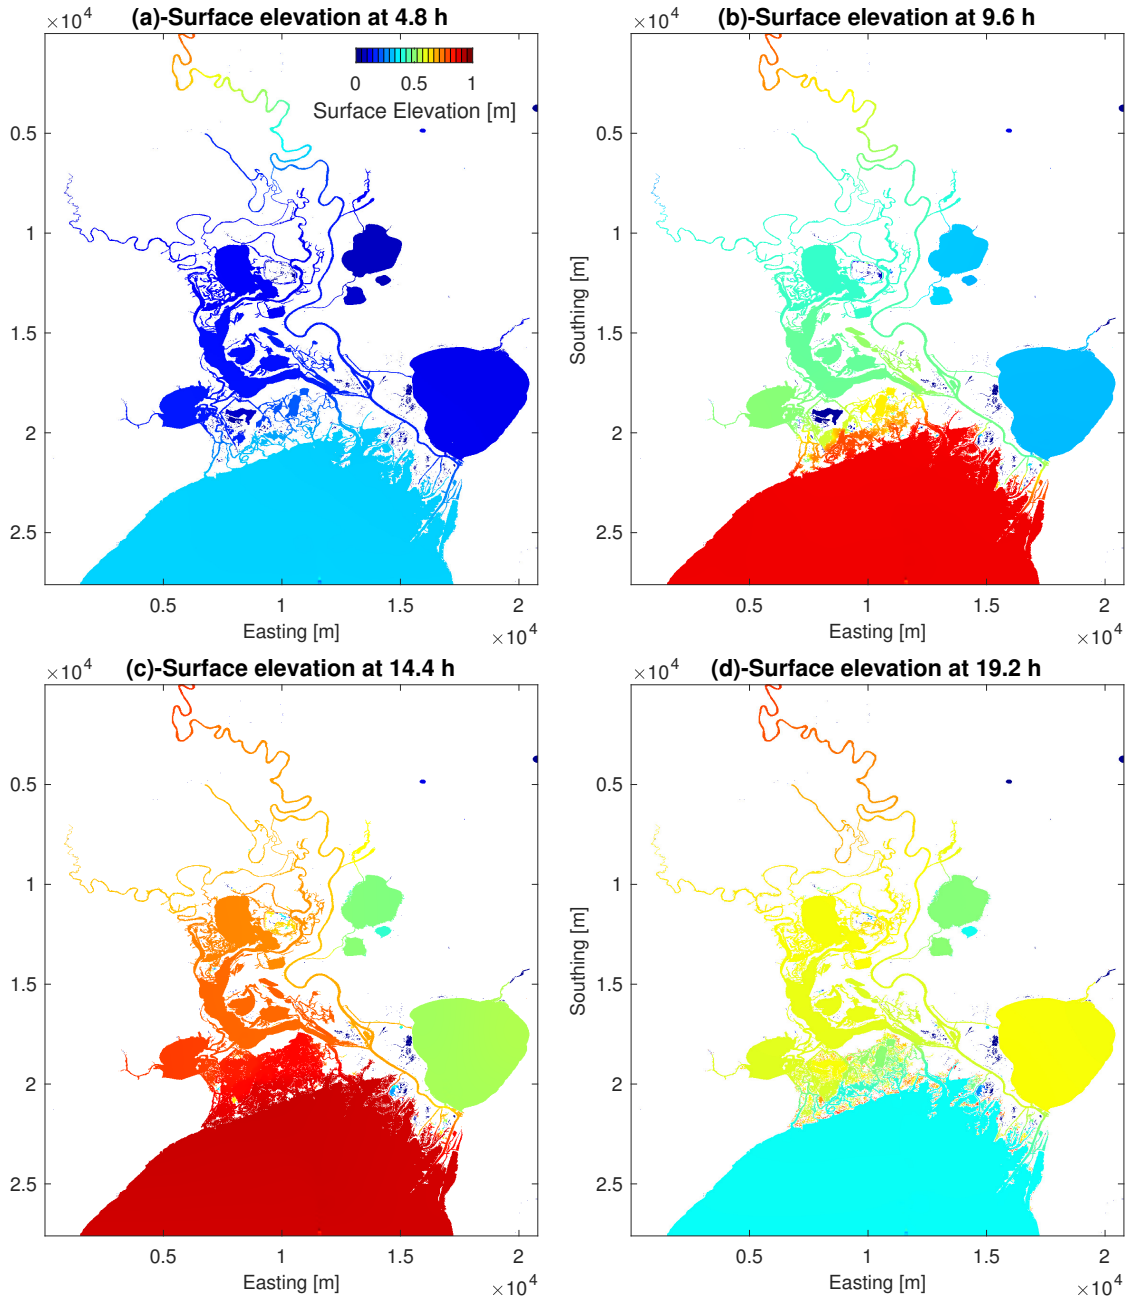 (a)-Surface elevation at 4.8 h
×10⁴
0 0.5 1
Surface Elevation [m]
0.5
1
1.5
2
2.5
0.5 1 1.5 2
Easting [m]
×10⁴
(b)-Surface elevation at 9.6 h
×10⁴
0.5
1
1.5
2
2.5
Southing [m]
0.5 1 1.5 2
Easting [m]
×10⁴
(c)-Surface elevation at 14.4 h
×10⁴
0.5
1
1.5
2
2.5
0.5 1 1.5 2
Easting [m]
×10⁴
(d)-Surface elevation at 19.2 h
×10⁴
0.5
1
1.5
2
2.5
Southing [m]
0.5 1 1.5 2
Easting [m]
×10⁴